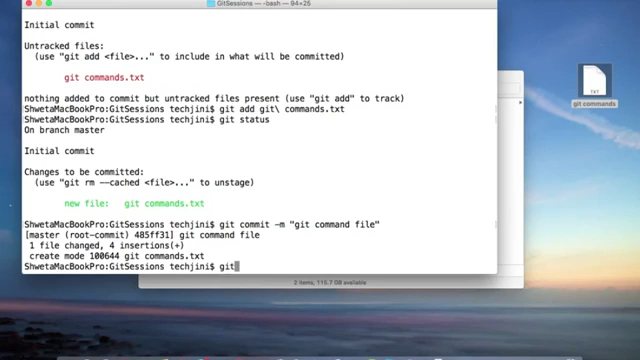 GitSessions — -bash — 94×25
Initial commit
Untracked files:
(use "git add <file>..." to include in what will be committed)
git commands.txt
nothing added to commit but untracked files present (use "git add" to track)
ShwetaMacBookPro:GitSessions techjini$ git add git\ commands.txt
ShwetaMacBookPro:GitSessions techjini$ git status
On branch master
Initial commit
Changes to be committed:
(use "git rm --cached <file>..." to unstage)
new file:   git commands.txt
ShwetaMacBookPro:GitSessions techjini$ git commit -m "git command file"
[master (root-commit) 485ff31] git command file
1 file changed, 4 insertions(+)
create mode 100644 git commands.txt
ShwetaMacBookPro:GitSessions techjini$ git
2 items, 115.7 GB available
TXT
git commands